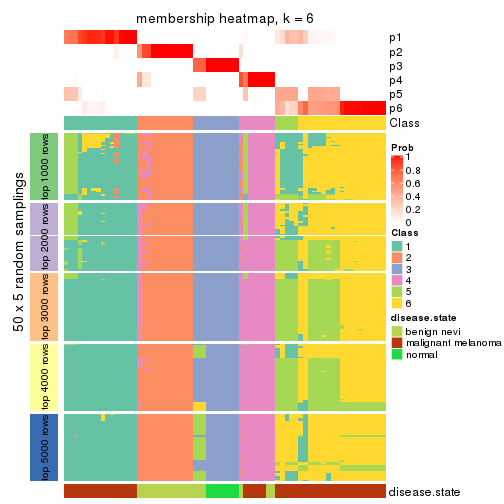 membership heatmap, k = 6
p1
p2
p3
p4
p5
p6
Class
50 x 5 random samplings
top 1000 rows
top 2000 rows
top 3000 rows
top 4000 rows
top 5000 rows
Prob
1
0.8
0.6
0.4
0.2
0
Class
1
2
3
4
5
6
disease.state
benign nevi
malignant melanoma
normal
disease.state